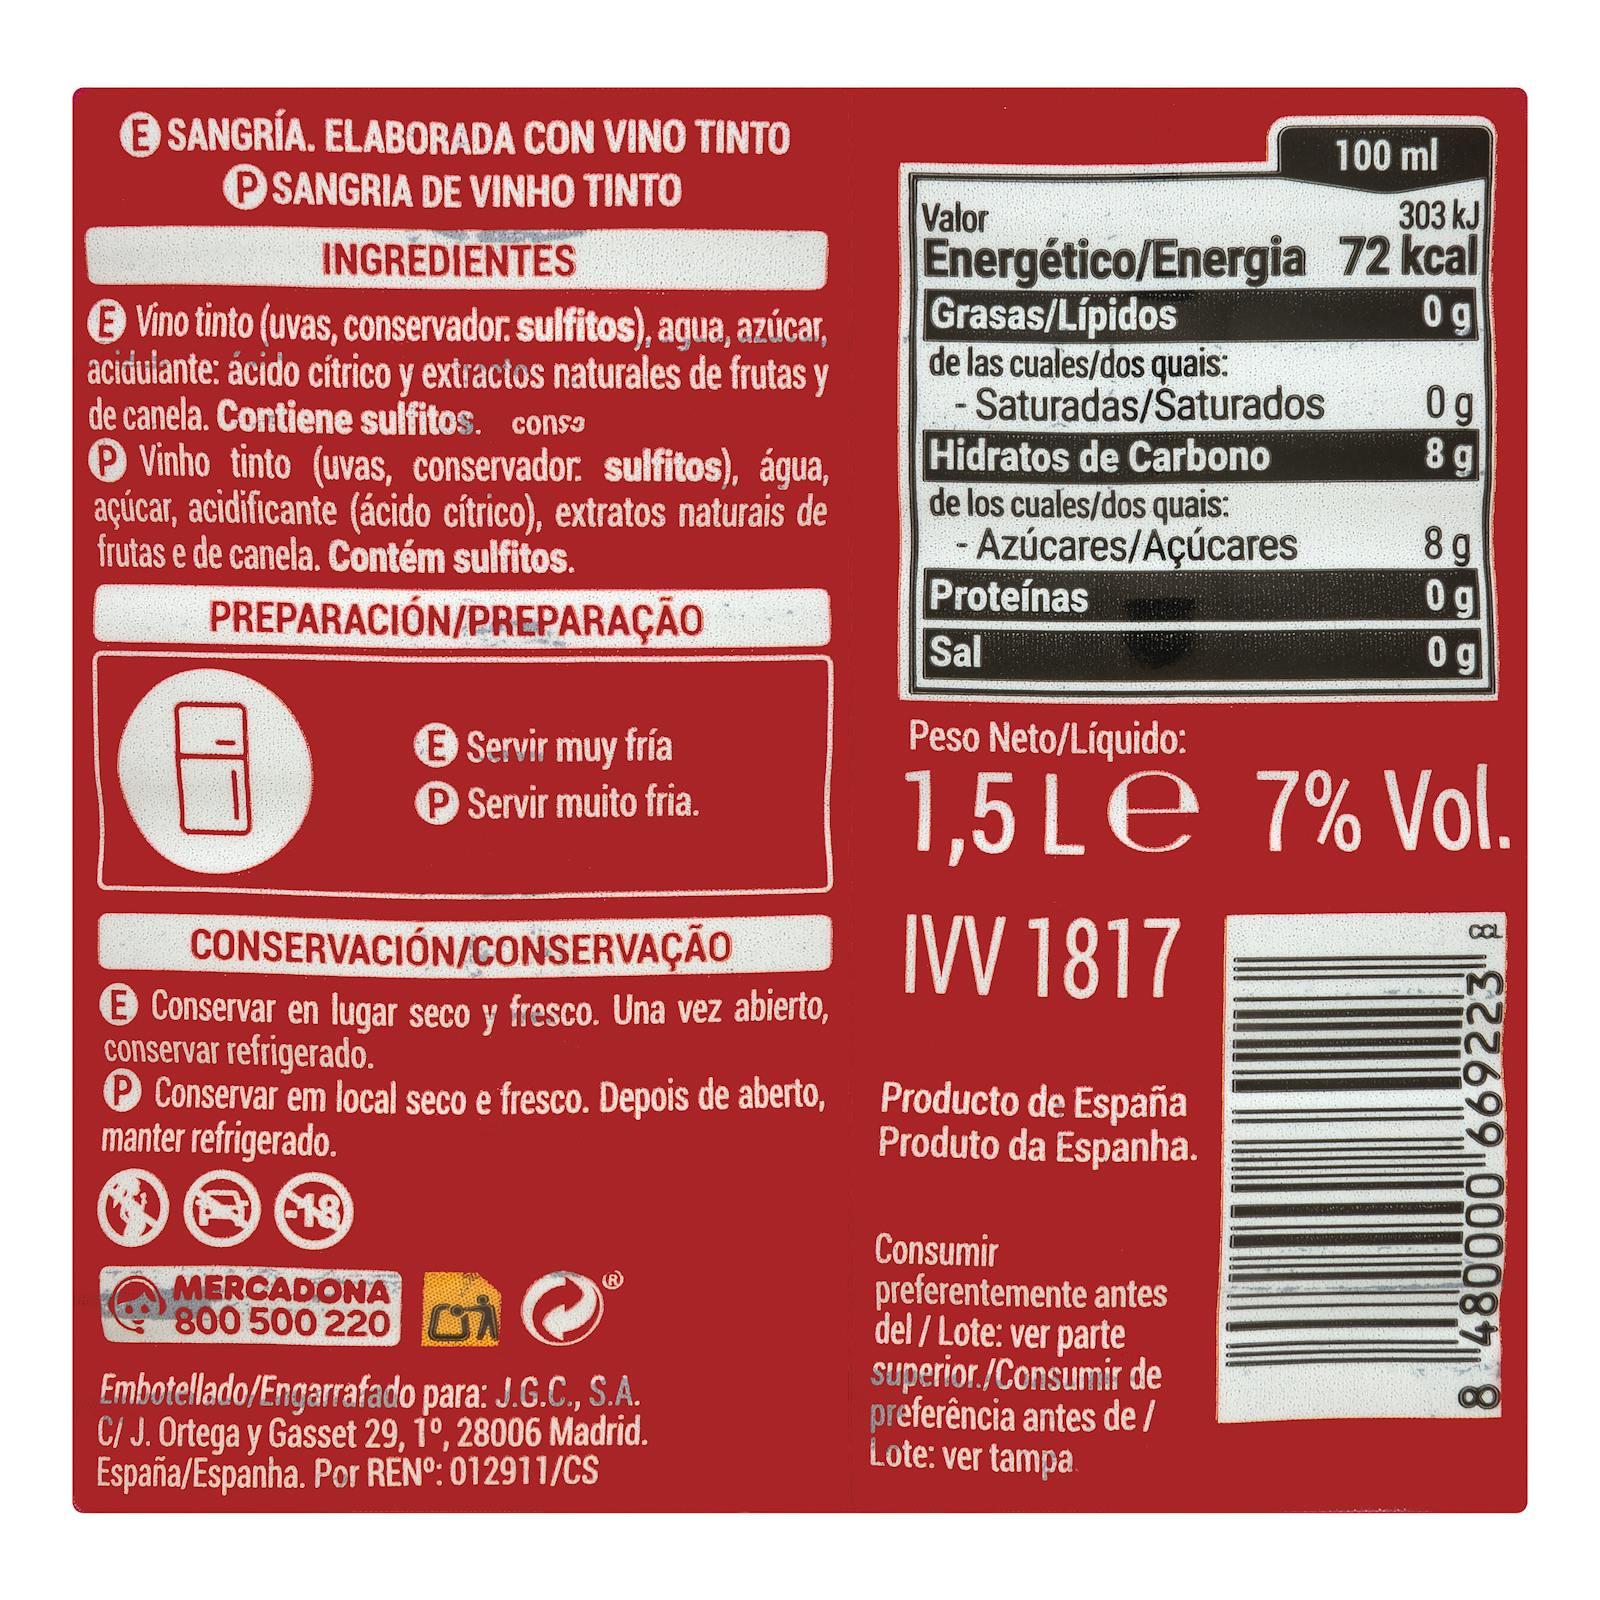 E SANGRÍA. ELABORADA CON VINO TINTO
P SANGRIA DE VINHO TINTO
INGREDIENTES
E Vino tinto (uvas, conservador: sulfitos), agua, azúcar,
acidulante: ácido cítrico y extractos naturales de frutas y
de canela. Contiene sulfitos.
P Vinho tinto (uvas, conservador: sulfitos), água,
açúcar, acidificante (ácido cítrico), extratos naturais de
frutas e de canela. Contém sulfitos.
PREPARACIÓN/PREPARAÇÃO
E Servir muy fría
P Servir muito fria.
CONSERVACIÓN/CONSERVAÇÃO
E Conservar en lugar seco y fresco. Una vez abierto,
conservar refrigerado.
P Conservar em local seco e fresco. Depois de aberto,
manter refrigerado.
-18
MERCADONA
800 500 220
®
Embotellado/Engarrafado para: J.G.C., S.A.
C/ J. Ortega y Gasset 29, 1º, 28006 Madrid.
España/Espanha. Por RENº: 012911/CS
100 ml
Valor 303 kJ
Energético/Energia 72 kcal
Grasas/Lípidos 0 g
de las cuales/dos quais:
- Saturadas/Saturados 0 g
Hidratos de Carbono 8 g
de los cuales/dos quais:
- Azúcares/Açúcares 8 g
Proteínas 0 g
Sal 0 g
Peso Neto/Líquido:
1,5 L e 7% Vol.
IVV 1817
Producto de España
Produto da Espanha.
Consumir
preferentemente antes
del / Lote: ver parte
superior./Consumir de
preferência antes de /
Lote: ver tampa
CGL
8 480000 669223